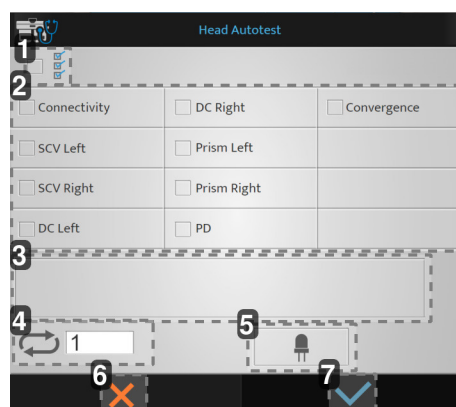 Head Autotest
1
2
Connectivity DC Right Convergence
SCV Left Prism Left
SCV Right Prism Right
DC Left PD
3
4 5
1
6 7